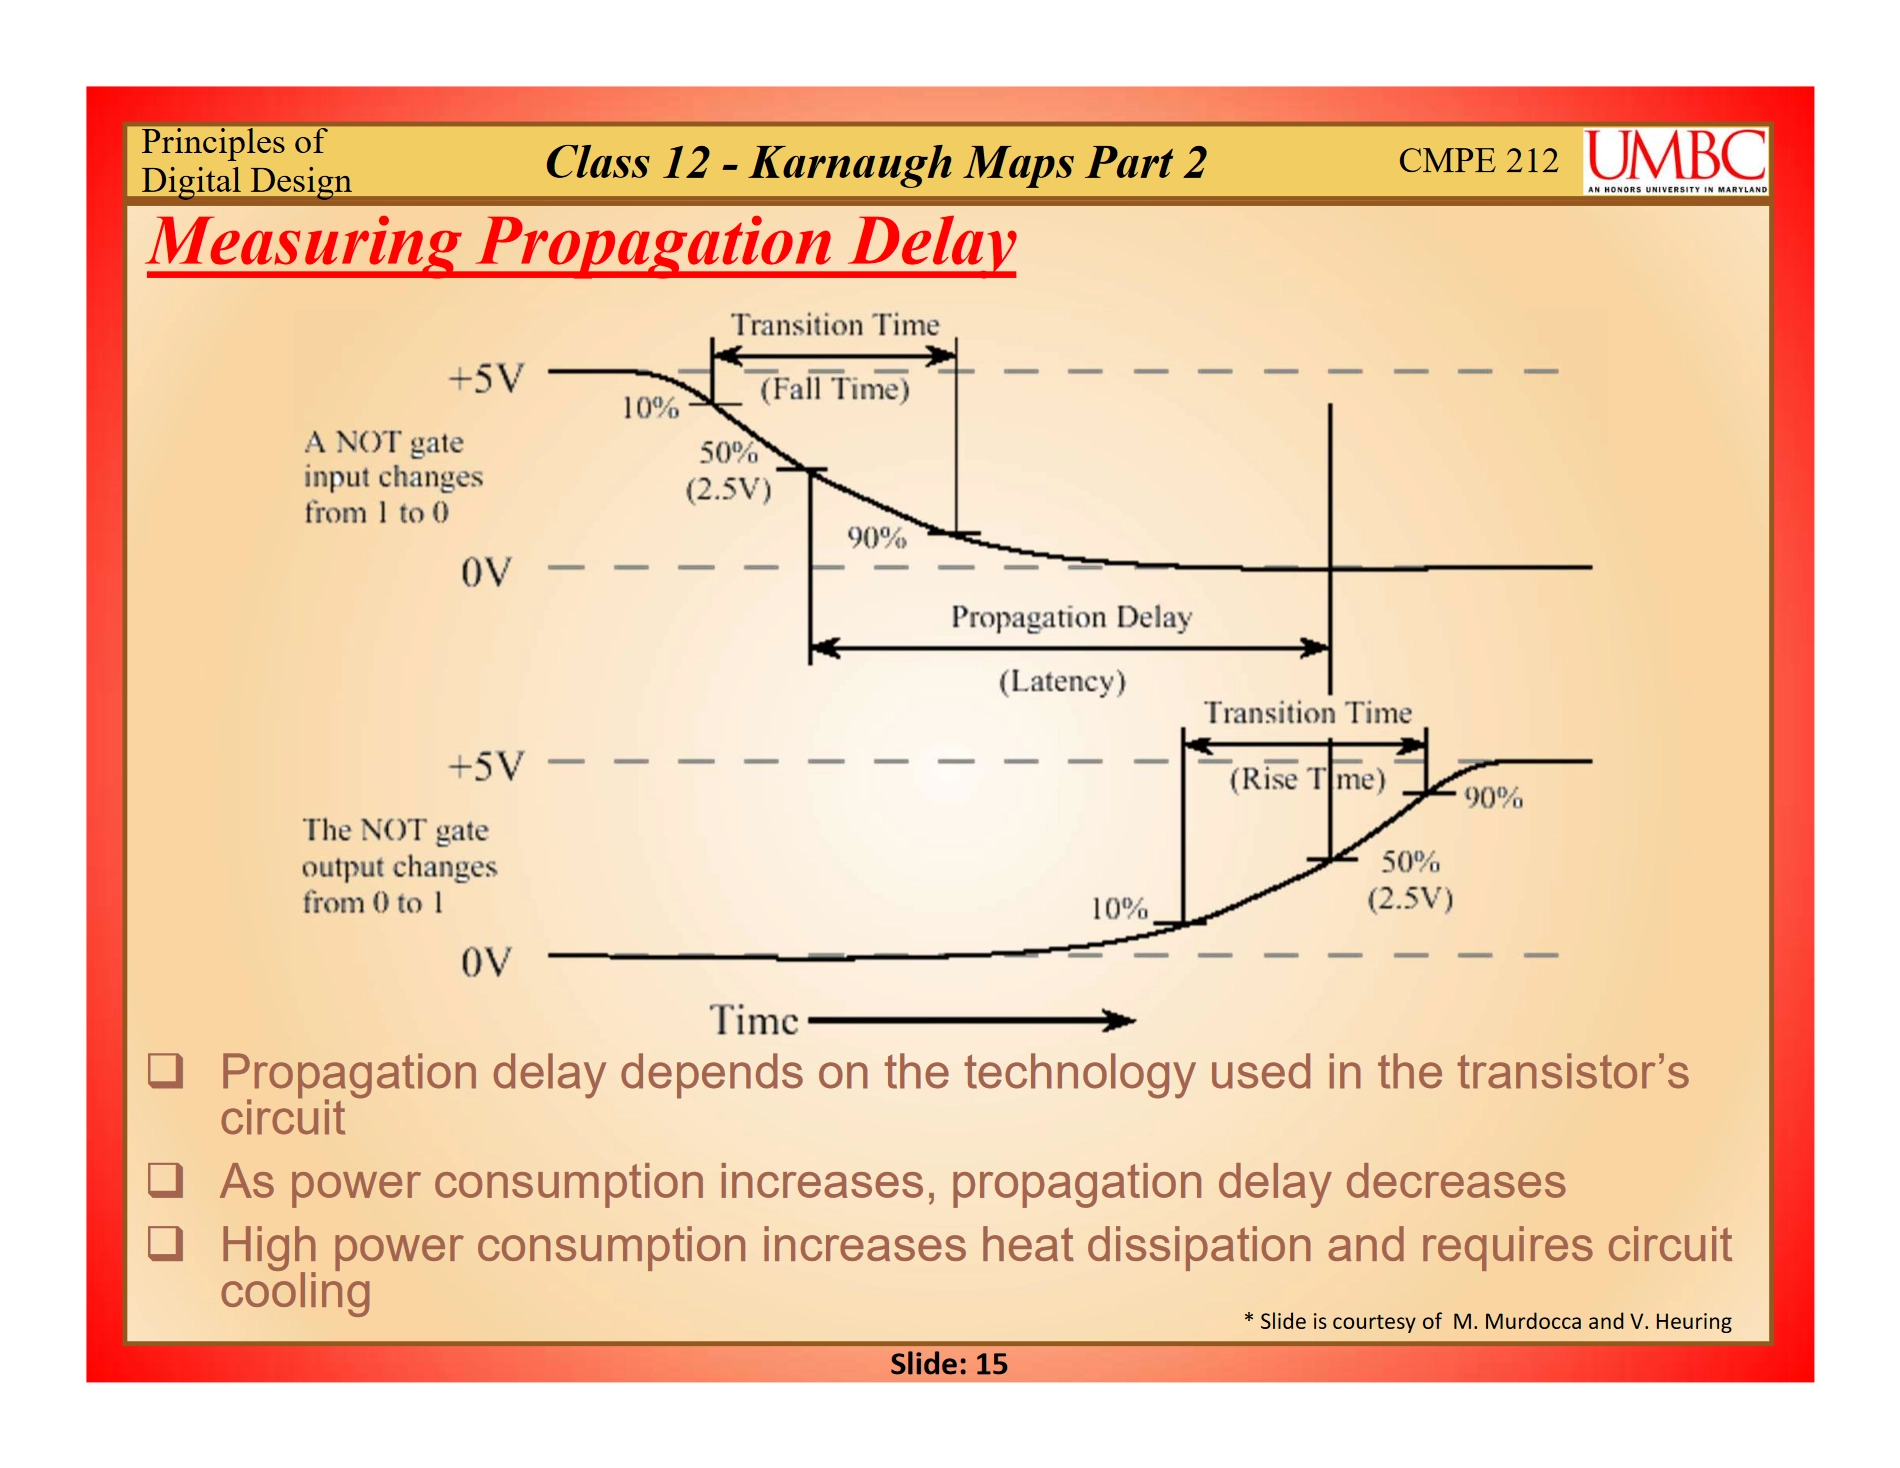 Principles of
Digital Design
Class 12 - Karnaugh Maps Part 2
CMPE 212
UMBC
AN HONORS UNIVERSITY IN MARYLAND
Measuring Propagation Delay
Transition Time
(Fall Time)
+5V
10%
A NOT gate
input changes
from 1 to 0
50%
(2.5V)
90%
0V
Propagation Delay
(Latency)
Transition Time
(Rise Time)
+5V
90%
The NOT gate
output changes
from 0 to 1
50%
(2.5V)
10%
0V
Time
❑ Propagation delay depends on the technology used in the transistor’s
circuit
❑ As power consumption increases, propagation delay decreases
❑ High power consumption increases heat dissipation and requires circuit
cooling
* Slide is courtesy of M. Murdocca and V. Heuring
Slide: 15